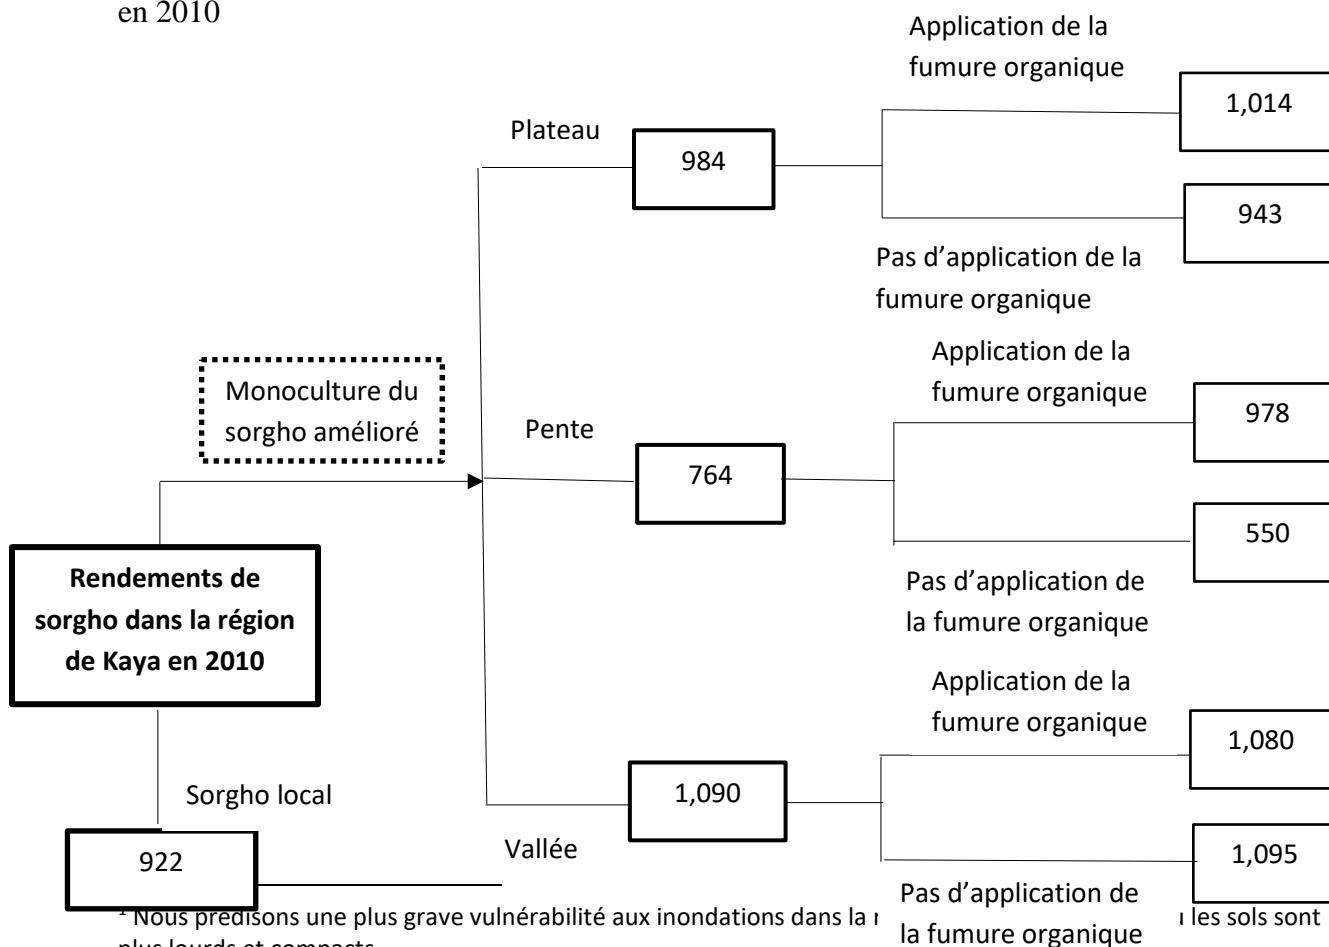 en 2010
Application de la
fumure organique
1,014
Plateau
984
943
Pas d’application de la
fumure organique
Application de la
fumure organique
978
Monoculture du
sorgho amélioré
Pente
764
550
Rendements de
sorgho dans la région
de Kaya en 2010
Pas d’application de
la fumure organique
Application de la
fumure organique
1,080
1,090
Sorgho local
922
Vallée
1,095
Pas d’application de
la fumure organique
¹ Nous prédisons une plus grave vulnérabilité aux inondations dans la les sols sont
plus lourds et compacts